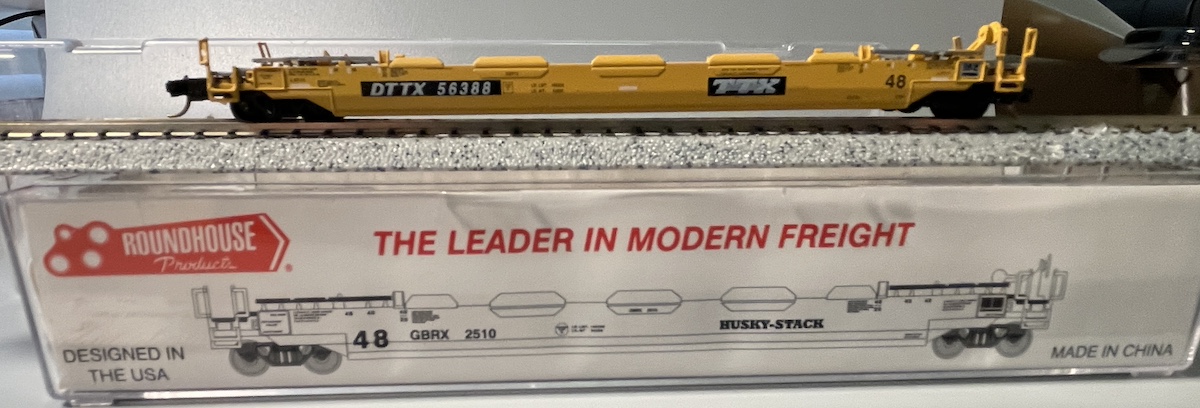 DTTX 56388
TTX
48
ROUNDHOUSE
Products
THE LEADER IN MODERN FREIGHT
48
GBRX 2510
HUSKY-STACK
DESIGNED IN
THE USA
MADE IN CHINA